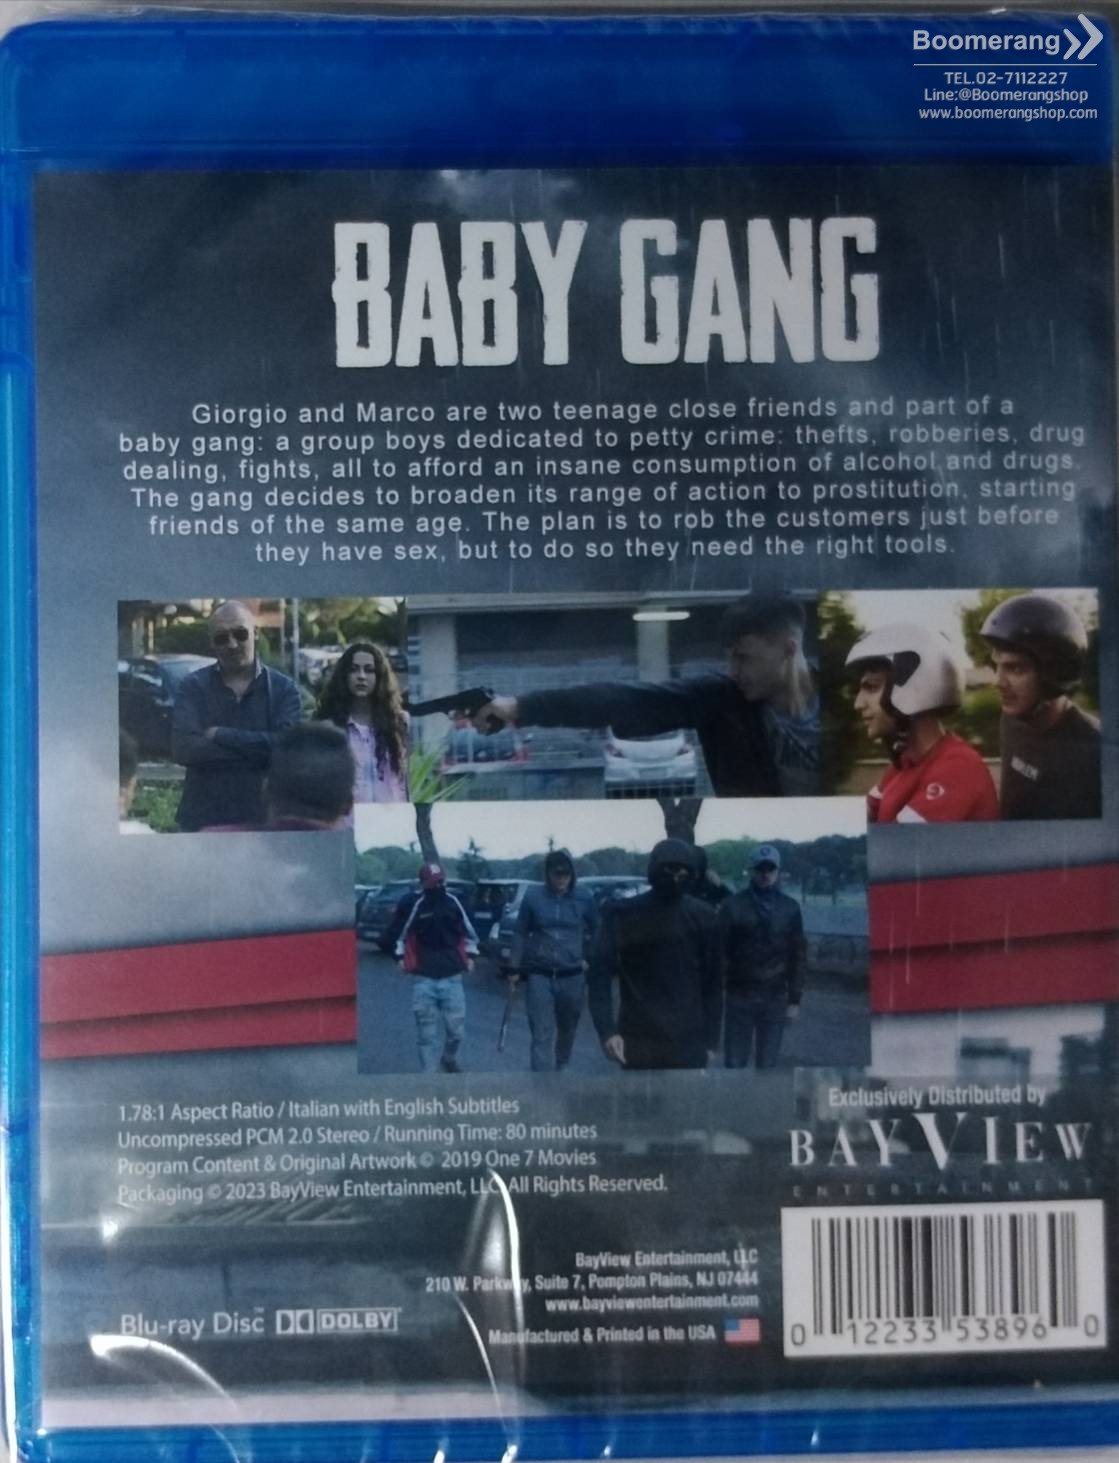 Boomerang
TEL.02-7112227
Line:@Boomerangshop
www.boomerangshop.com
BABY GANG
Giorgio and Marco are two teenage close friends and part of a
baby gang: a group boys dedicated to petty crime: thefts, robberies, drug
dealing, fights, all to afford an insane consumption of alcohol and drugs.
The gang decides to broaden its range of action to prostitution, starting
friends of the same age. The plan is to rob the customers just before
they have sex, but to do so they need the right tools.
HARLEM
1.78:1 Aspect Ratio / Italian with English Subtitles
Uncompressed PCM 2.0 Stereo / Running Time: 80 minutes
Program Content & Original Artwork © 2019 One 7 Movies
Packaging © 2023 BayView Entertainment, LLC. All Rights Reserved.
Exclusively Distributed by
BAYVIEW
ENTERTAINMENT
BayView Entertainment, LLC
210 W. Parkway, Suite 7, Pompton Plains, NJ 07444
www.bayviewentertainment.com
Manufactured & Printed in the USA
Blu-ray Disc™ DOLBY
0 12233 53896 0